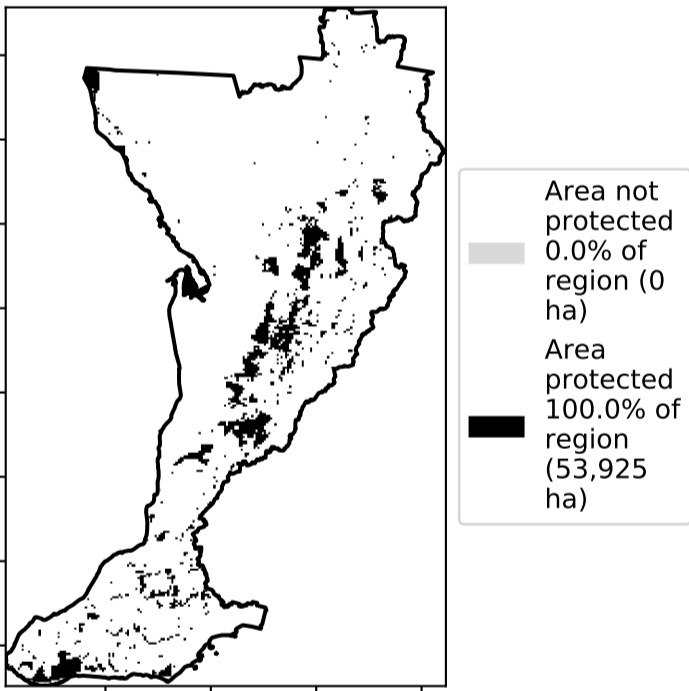 Area not
protected
0.0% of
region (0
ha)
Area
protected
100.0% of
region
(53,925
ha)